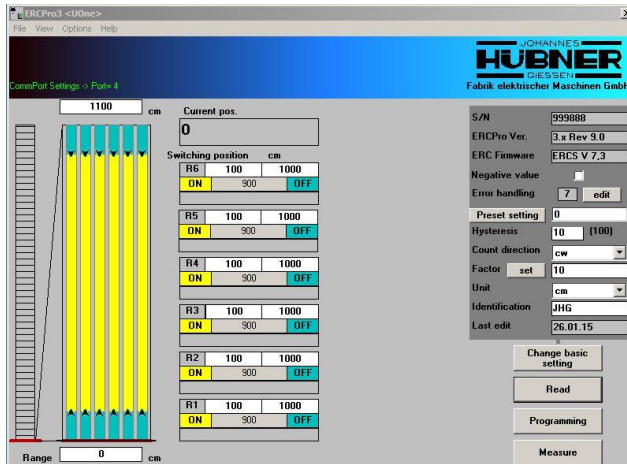 ERCPro3 <UOne>
File View Options Help
JOHANNES
HÜBNER
GIESSEN
Fabrik elektrischer Maschinen GmbH
CommPort Settings -> Port= 4
1100 cm
Current pos.
0
Switching position cm
R6 100 1000
ON 900 OFF
R5 100 1000
ON 900 OFF
R4 100 1000
ON 900 OFF
R3 100 1000
ON 900 OFF
R2 100 1000
ON 900 OFF
R1 100 1000
ON 900 OFF
Range 0 cm
S/N 999888
ERCPro Ver. 3.x Rev 9.0
ERC Firmware ERCS V 7,3
Negative value
Error handling 7 edit
Preset setting 0
Hysteresis 10 (100)
Count direction cw
Factor set 10
Unit cm
Identification JHG
Last edit 26.01.15
Change basic
setting
Read
Programming
Measure